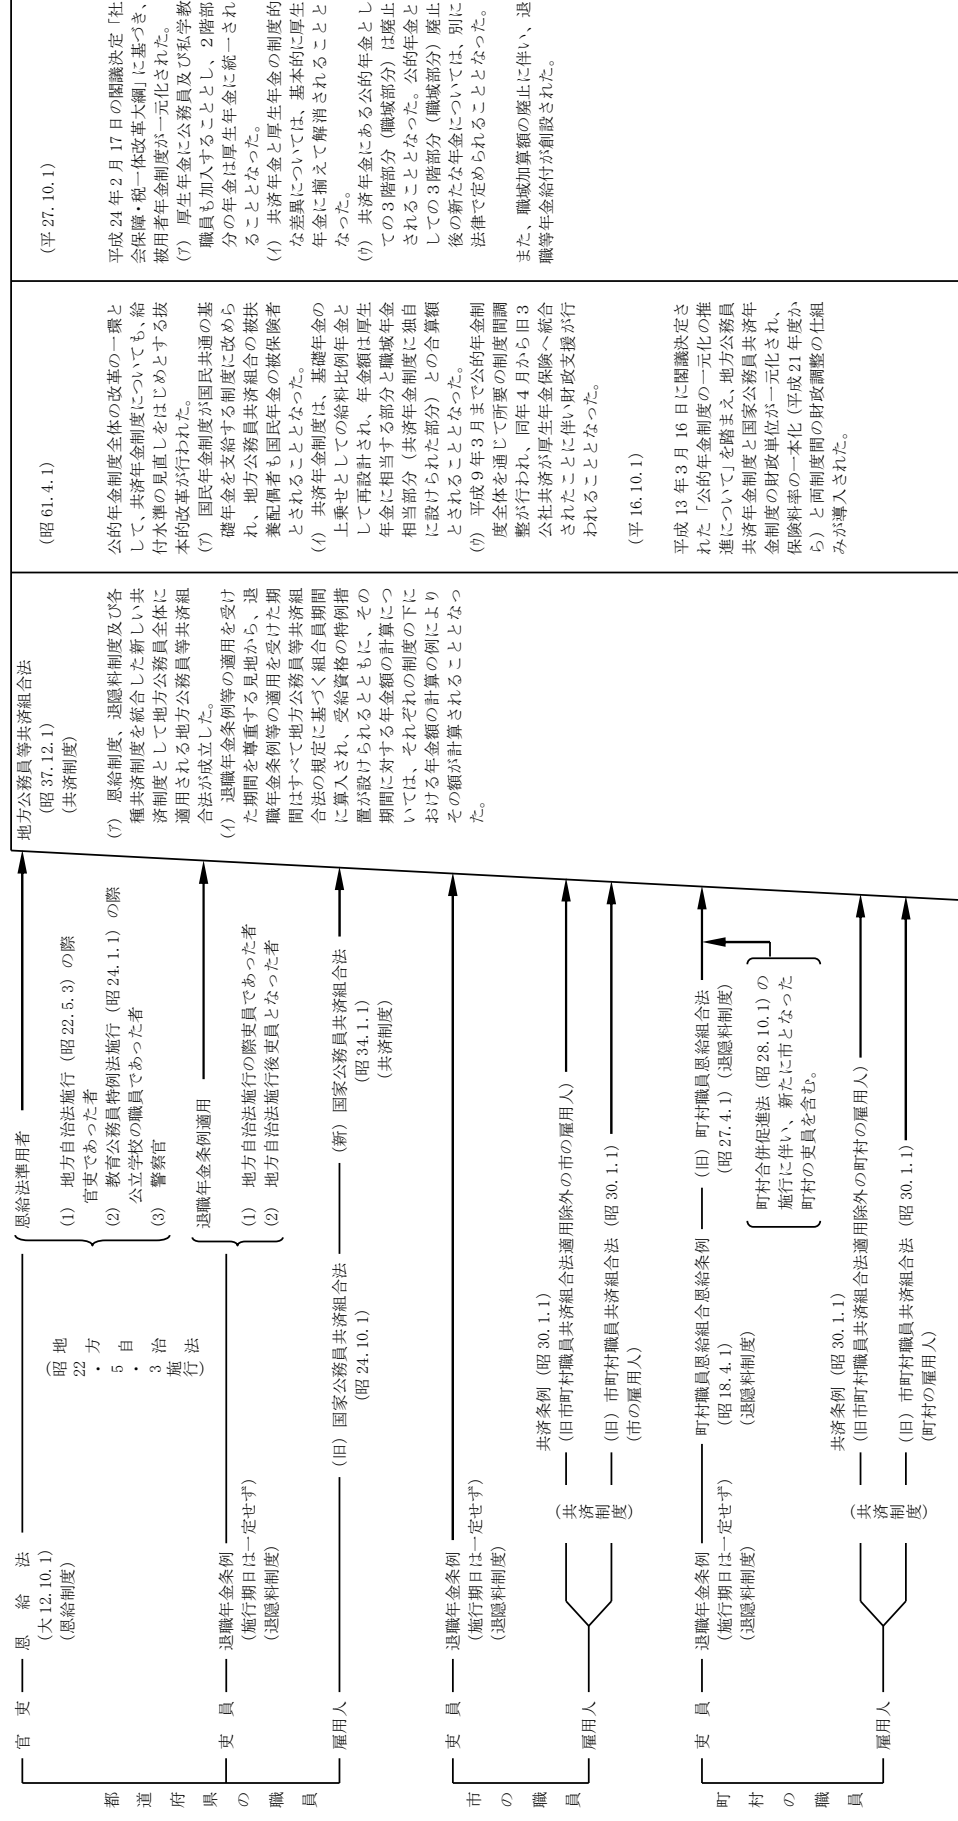 都道府県の職員
官吏
恩給法
(大 12.10.1)
(恩給制度)
(昭22・5・3
地方自治法施行)
恩給法準用者
(1) 地方自治法施行（昭 22.5.3）の際
官吏であった者
(2) 教育公務員特例法施行（昭 24.1.1）の際
公立学校の職員であった者
(3) 警察官
吏員
退職年金条例
(施行期日は一定せず)
(退隠料制度)
退職年金条例適用
(1) 地方自治法施行の際吏員であった者
(2) 地方自治法施行後吏員となった者
雇用人
(旧) 国家公務員共済組合法
(昭 24.10.1)
(新) 国家公務員共済組合法
(昭 34.1.1)
(共済制度)
市の職員
吏員
退職年金条例
(施行期日は一定せず)
(退隠料制度)
雇用人
(共済制度)
共済条例（昭 30.1.1）
(旧市町村職員共済組合法適用除外の市の雇用人)
(旧) 市町村職員共済組合法（昭 30.1.1）
(市の雇用人)
町村の職員
吏員
退職年金条例
(施行期日は一定せず)
(退隠料制度)
町村職員恩給組合恩給条例
(昭 18.4.1)
(退隠料制度)
(旧) 町村職員恩給組合法
(昭 27.4.1)（退隠料制度）
町村合併促進法（昭 28.10.1）の
施行に伴い、新たに市となった
町村の吏員を含む。
雇用人
(共済制度)
共済条例（昭 30.1.1）
(旧市町村職員共済組合法適用除外の町村の雇用人)
(旧) 市町村職員共済組合法（昭 30.1.1）
(町村の雇用人)
地方公務員等共済組合法
(昭 37.12.1)
(共済制度)
(ｱ) 恩給制度、退隠料制度及び各
種共済制度を統合した新しい共
済制度として地方公務員全体に
適用される地方公務員等共済組
合法が成立した。
(ｲ) 退職年金条例等の適用を受け
た期間を尊重する見地から、退
職年金条例等の適用を受けた期
間はすべて地方公務員等共済組
合法の規定に基づく組合員期間
に算入され、受給資格の特例措
置が設けられるとともに、その
期間に対する年金額の計算につ
いては、それぞれの制度の下に
おける年金額の計算の例により
その額が計算されることとなっ
た。
(昭 61.4.1)
公的年金制度全体の改革の一環と
して、共済年金制度についても、給
付水準の見直しをはじめとする抜
本的改革が行われた。
(ｱ) 国民年金制度が国民共通の基
礎年金を支給する制度に改めら
れ、地方公務員共済組合の被扶
養配偶者も国民年金の被保険者
とされることとなった。
(ｲ) 共済年金制度は、基礎年金の
上乗せとしての給料比例年金と
して再設計され、年金額は厚生
年金に相当する部分と職域年金
相当部分（共済年金制度に独自
に設けられた部分）との合算額
とされることとなった。
(ｳ) 平成９年３月まで公的年金制
度全体を通じて所要の制度間調
整が行われ、同年４月から旧３
公社共済が厚生年金保険へ統合
されたことに伴い財政支援が行
われることとなった。
(平 16.10.1)
平成 13 年３月 16 日に閣議決定さ
れた「公的年金制度の一元化の推
進について」を踏まえ、地方公務員
共済年金制度と国家公務員共済年
金制度の財政単位が一元化され、
保険料率の一本化（平成 21 年度か
ら）と両制度間の財政調整の仕組
みが導入された。
(平 27.10.1)
平成 24 年２月 17 日の閣議決定「社
会保障・税一体改革大綱」に基づき、
被用者年金制度が一元化された。
(ｱ) 厚生年金に公務員及び私学教
職員も加入することとし、２階部
分の年金は厚生年金に統一され
ることとなった。
(ｲ) 共済年金と厚生年金の制度的
な差異については、基本的に厚生
年金に揃えて解消されることと
なった。
(ｳ) 共済年金にある公的年金とし
ての３階部分（職域部分）は廃止
されることとなった。公的年金と
しての３階部分（職域部分）廃止
後の新たな年金については、別に
法律で定められることとなった。
また、職域加算額の廃止に伴い、退
職等年金給付が創設された。